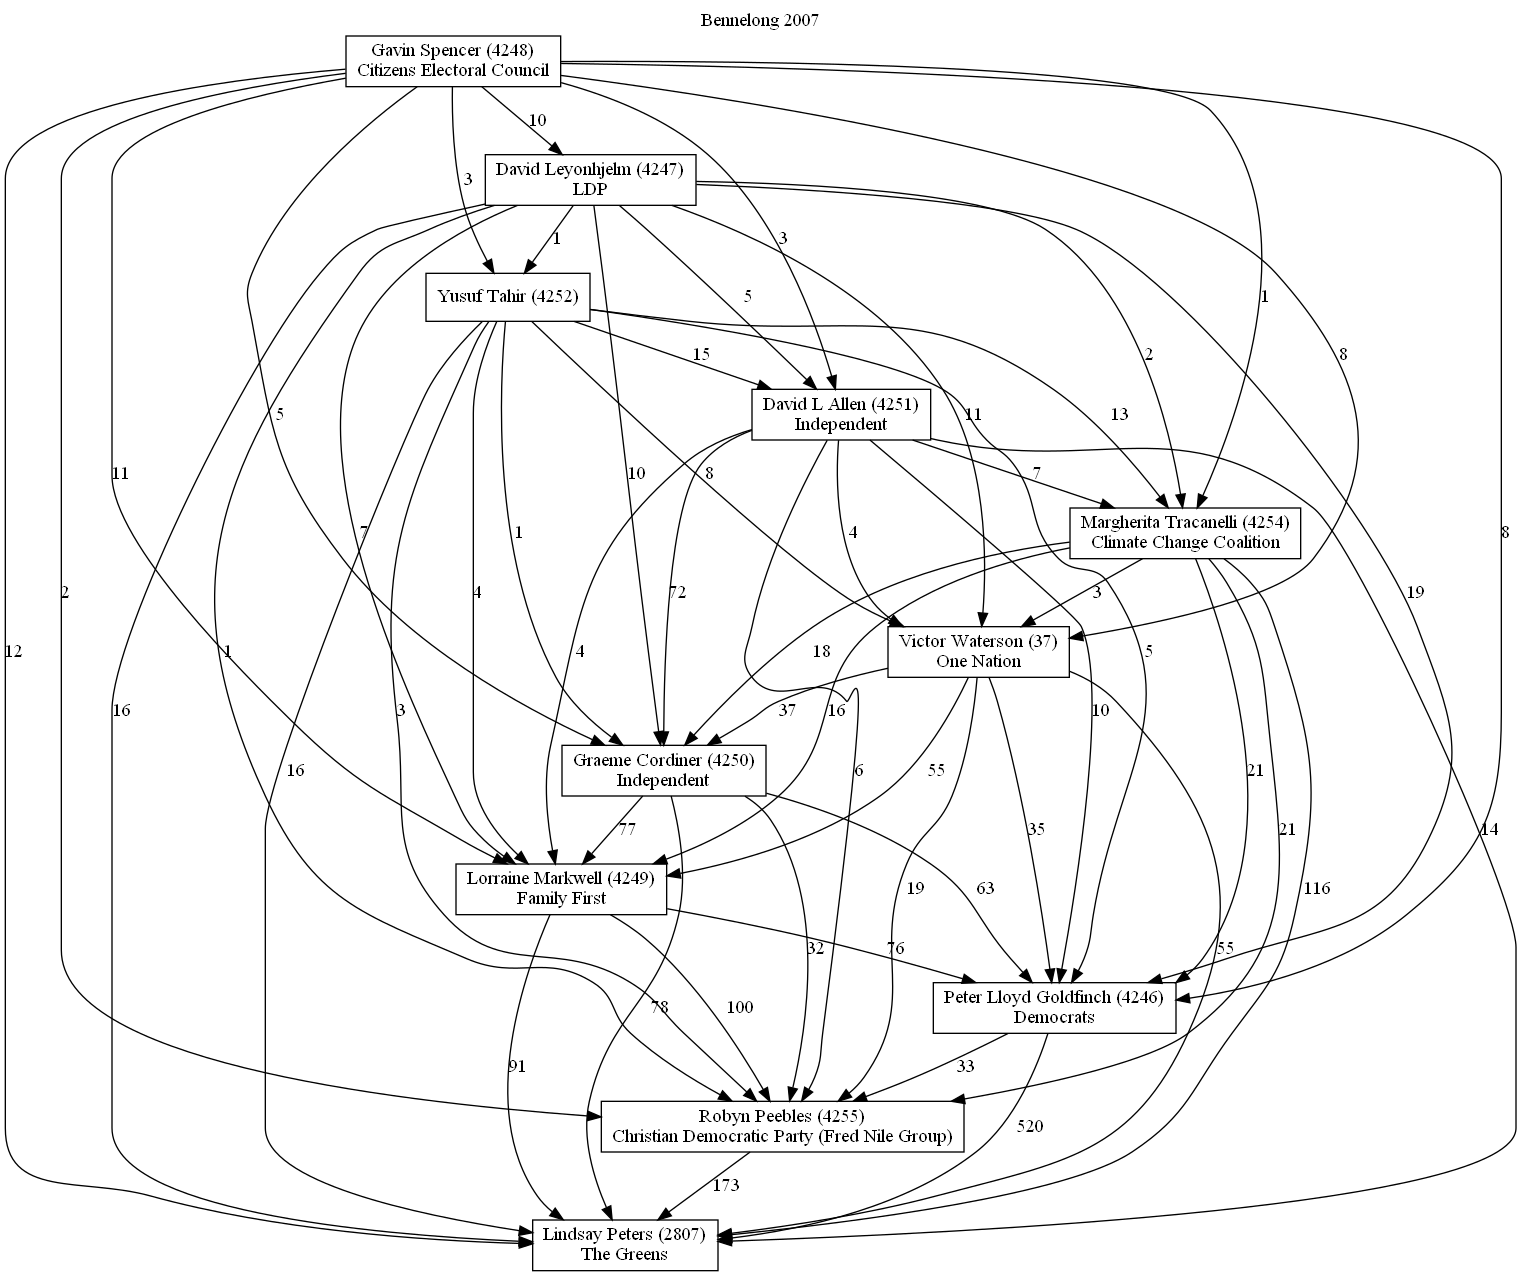 Bennelong 2007
Gavin Spencer (4248)
Citizens Electoral Council
10
David Leyonhjelm (4247)
LDP
3
1
3
Yusuf Tahir (4252)
5
1
15
2
8
5
David L Allen (4251)
Independent
11
13
11
10
8
7
7
4
1
4
Margherita Tracanelli (4254)
Climate Change Coalition
8
2
72
3
19
12
1
4
18
Victor Waterson (37)
One Nation
5
16
3
37
16
10
16
Graeme Cordiner (4250)
Independent
55
6
21
77
35
21
14
Lorraine Markwell (4249)
Family First
19
63
116
76
32
55
78
100
Peter Lloyd Goldfinch (4246)
Democrats
91
33
Robyn Peebles (4255)
Christian Democratic Party (Fred Nile Group)
520
173
Lindsay Peters (2807)
The Greens